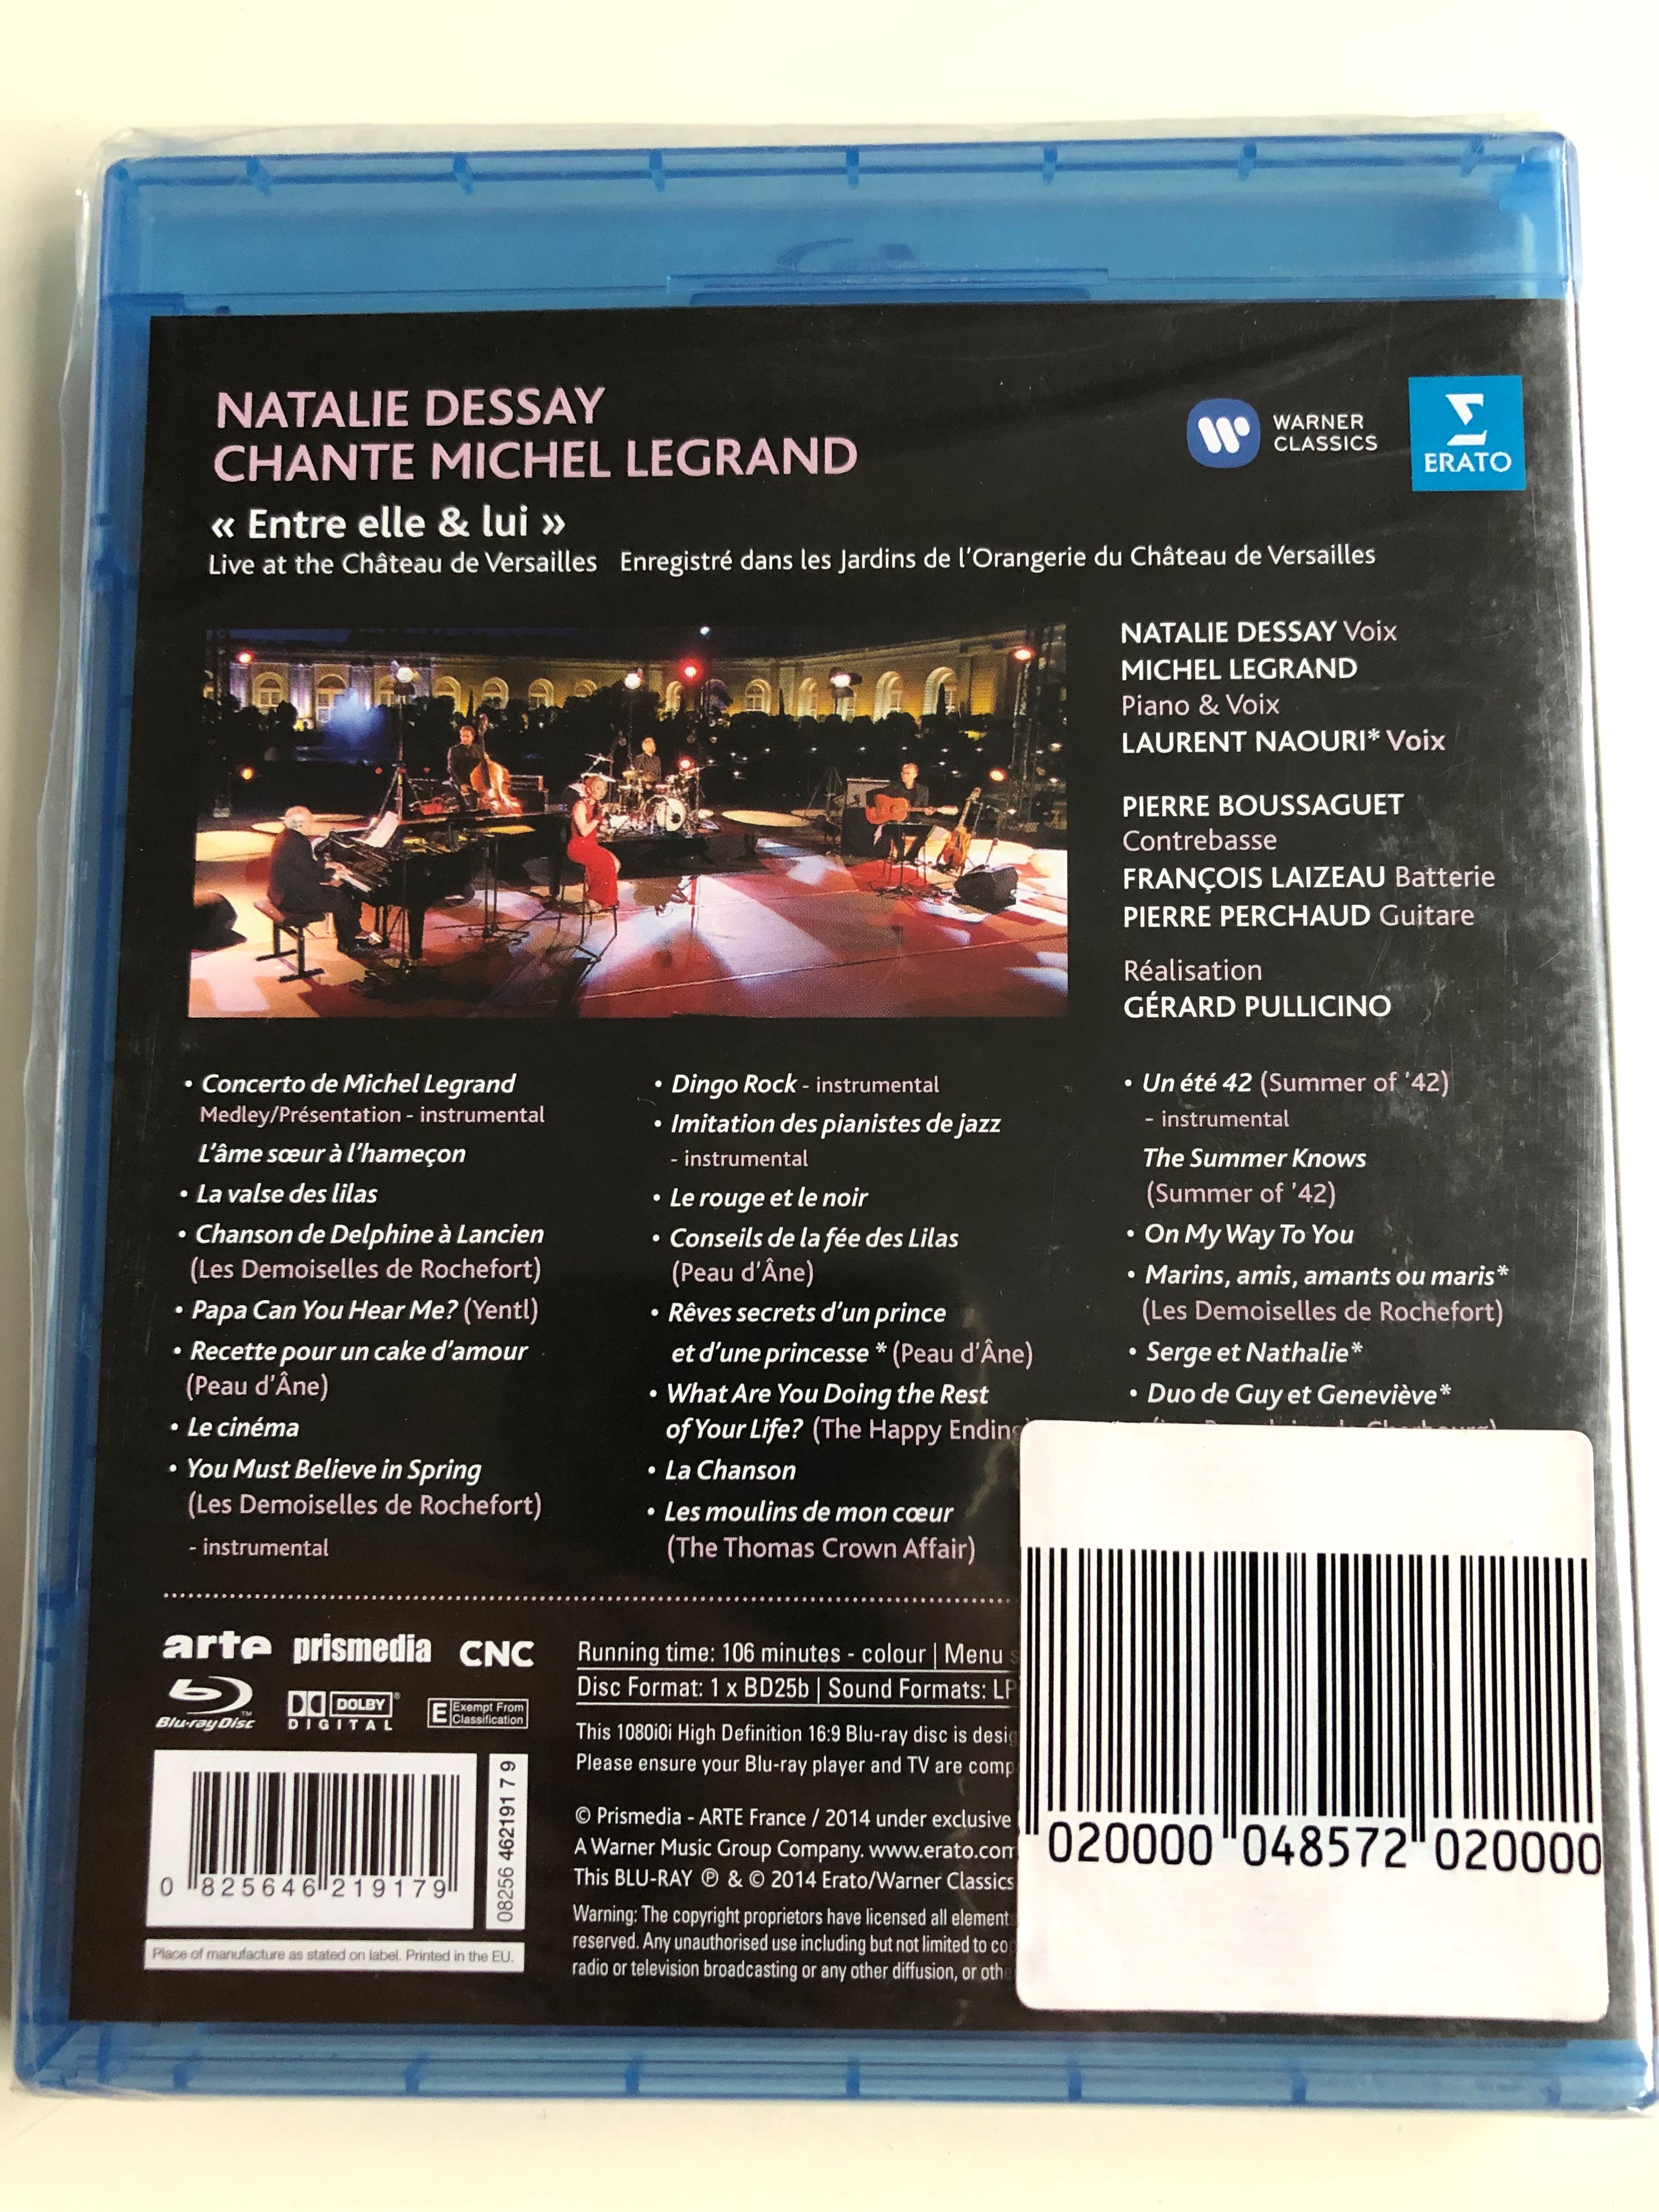 NATALIE DESSAY
CHANTE MICHEL LEGRAND
« Entre elle & lui »
Live at the Château de Versailles Enregistré dans les Jardins de l'Orangerie du Château de Versailles
WARNER
CLASSICS
ERATO
NATALIE DESSAY Voix
MICHEL LEGRAND
Piano & Voix
LAURENT NAOURI* Voix
PIERRE BOUSSAGUET
Contrebasse
FRANÇOIS LAIZEAU Batterie
PIERRE PERCHAUD Guitare
Réalisation
GÉRARD PULLICINO
• Concerto de Michel Legrand
Medley/Présentation - instrumental
L'âme sœur à l'hameçon
• La valse des lilas
• Chanson de Delphine à Lancien
(Les Demoiselles de Rochefort)
• Papa Can You Hear Me? (Yentl)
• Recette pour un cake d'amour
(Peau d'Âne)
• Le cinéma
• You Must Believe in Spring
(Les Demoiselles de Rochefort)
- instrumental
• Dingo Rock - instrumental
• Imitation des pianistes de jazz
- instrumental
• Le rouge et le noir
• Conseils de la fée des Lilas
(Peau d'Âne)
• Rêves secrets d'un prince
et d'une princesse * (Peau d'Âne)
• What Are You Doing the Rest
of Your Life? (The Happy Ending
• La Chanson
• Les moulins de mon cœur
(The Thomas Crown Affair)
• Un été 42 (Summer of '42)
- instrumental
The Summer Knows
(Summer of '42)
• On My Way To You
• Marins, amis, amants ou maris*
(Les Demoiselles de Rochefort)
• Serge et Nathalie*
• Duo de Guy et Geneviève*
arte prismedia CNC
Blu-ray Disc
DOLBY
DIGITAL
E Exempt From
Classification
Running time: 106 minutes - colour | Menu
Disc Format: 1 x BD25b | Sound Formats: LP
This 1080i0i High Definition 16:9 Blu-ray disc is
Please ensure your Blu-ray player and TV are
© Prismedia - ARTE France / 2014 under exclusive
A Warner Music Group Company. www.erato.com
This BLU-RAY ℗ & © 2014 Erato/Warner Classics
Warning: The copyright proprietors have licensed all
reserved. Any unauthorised use including but not limited to
radio or television broadcasting or any other diffusion, or
0 825646 219179
08256 462191 7 9
Place of manufacture as stated on label. Printed in the EU.
020000 048572 020000